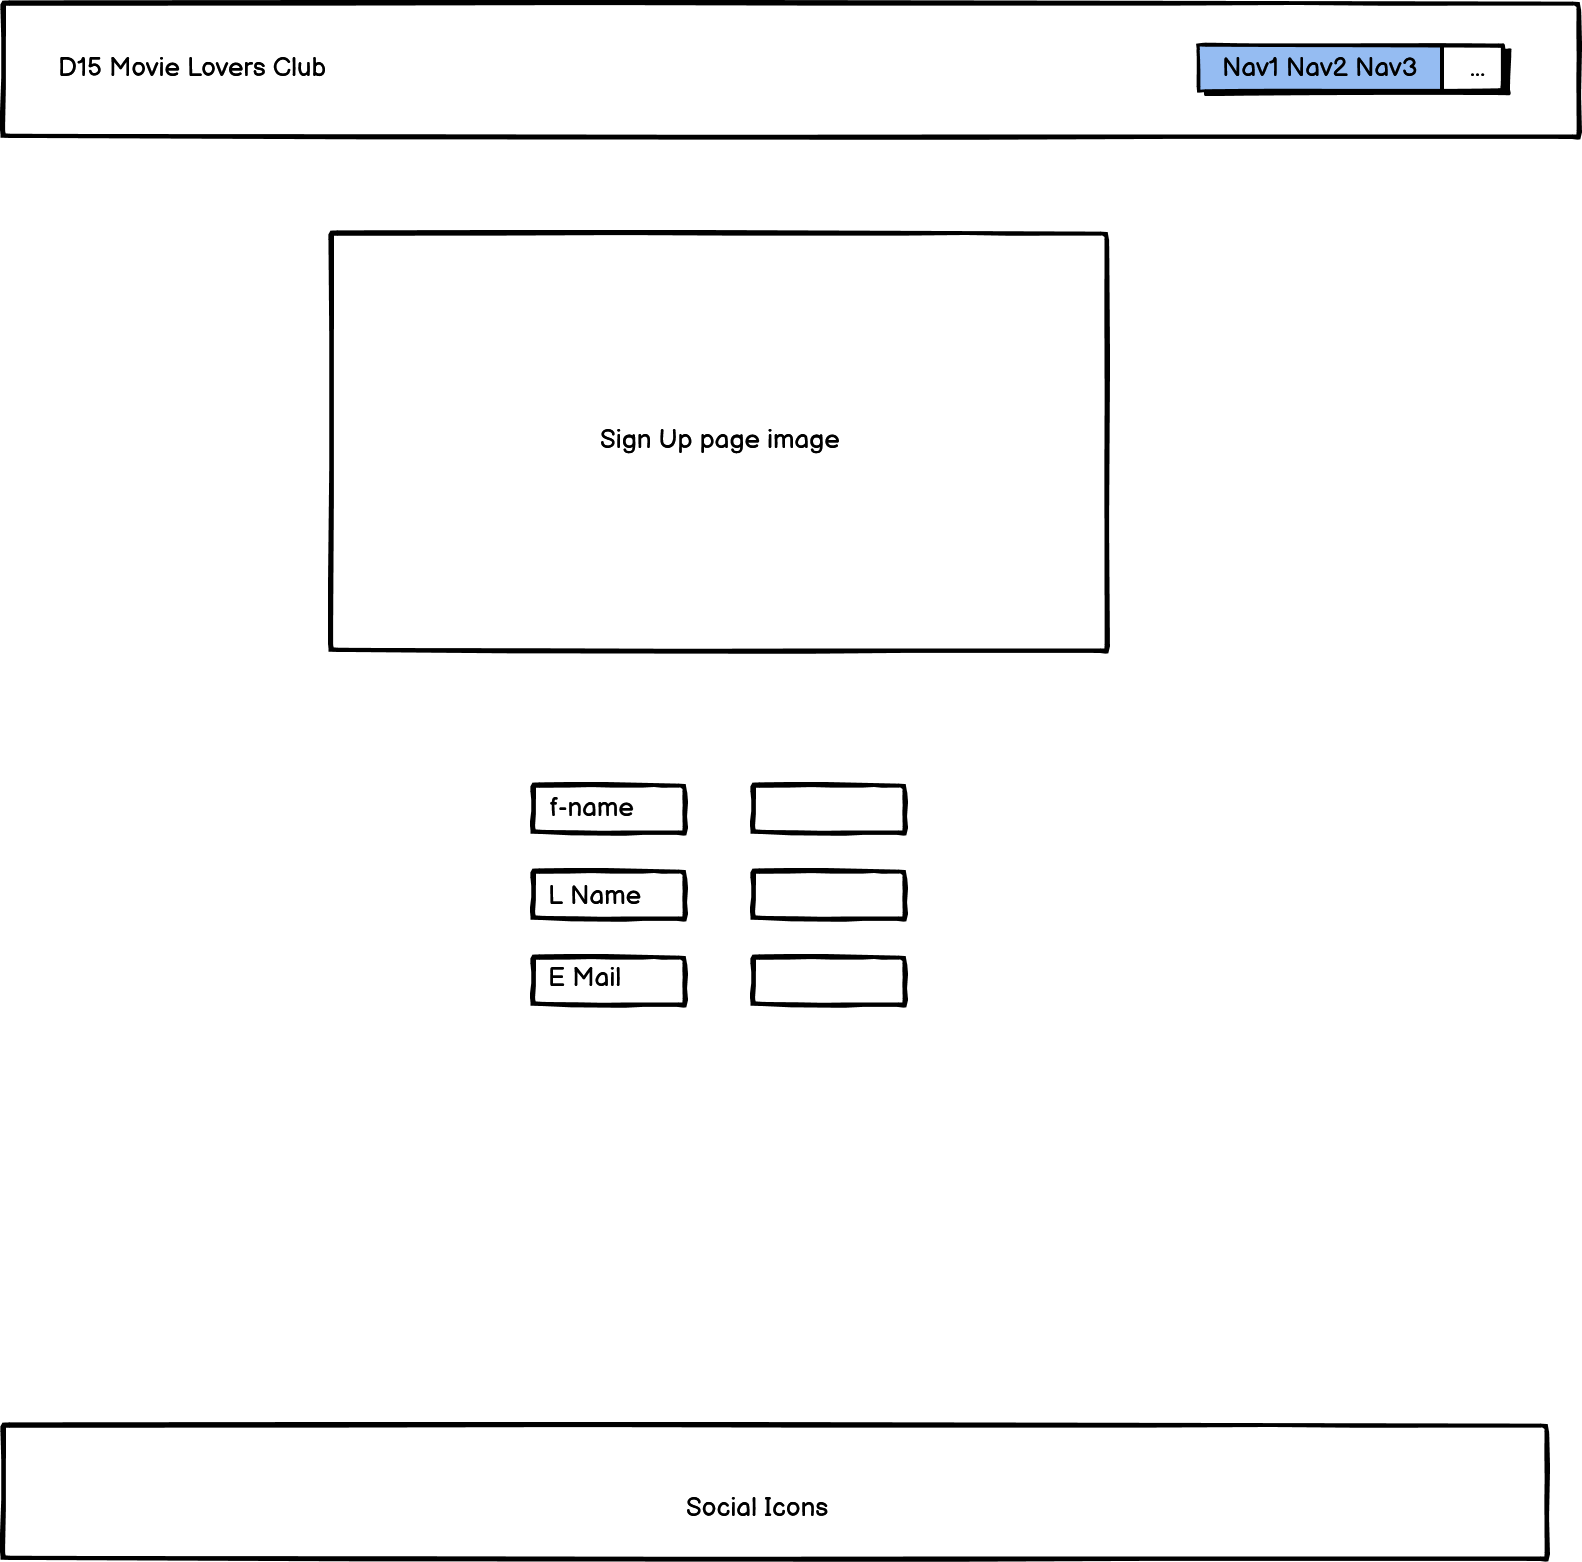 D15 Movie Lovers Club
Nav1 Nav2 Nav3 ...
Sign Up page image
f-name
L Name
E Mail
Social Icons